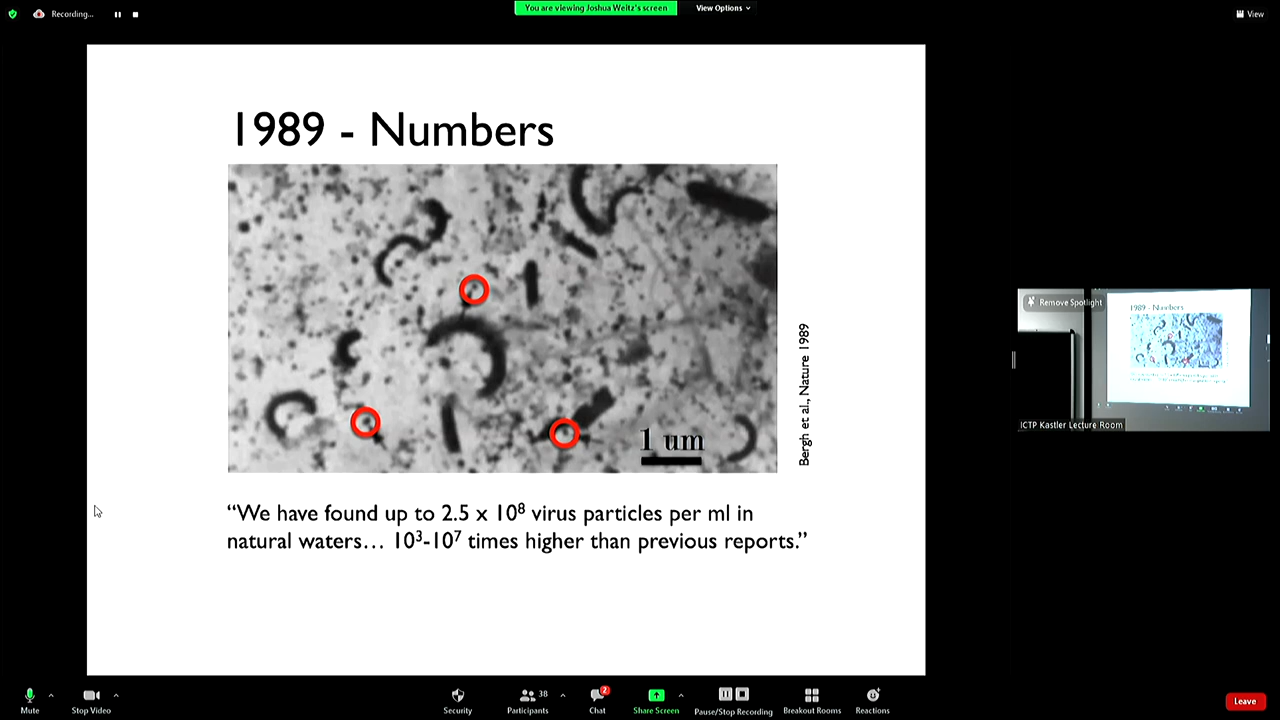 Recording...
You are viewing Joshua Weitz's screen
View Options
View
1989 - Numbers
1 um
Bergh et al., Nature 1989
“We have found up to 2.5 x 10⁸ virus particles per ml in
natural waters… 10³-10⁷ times higher than previous reports.”
Remove Spotlight
1989 - Numbers
ICTP Kastler Lecture Room
Mute
Stop Video
Security
38
Participants
2
Chat
Share Screen
Pause/Stop Recording
Breakout Rooms
Reactions
Leave